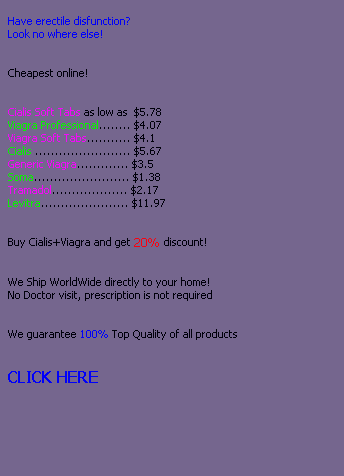 Have erectile disfunction?
Look no where else!
Cheapest online!
Cialis Soft Tabs as low as $5.78
Viagra Professional........ $4.07
Viagra Soft Tabs........... $4.1
Cialis........................ $5.67
............. $3.5
Soma........................ $1.38
Tramadol................... $2.17
Levitra...................... $11.97
Buy Cialis+Viagra and get 20% discount!
We Ship WorldWide directly to your home!
No Doctor visit, prescription is not required
We guarantee 100% Top Quality of all products
CLICK HERE